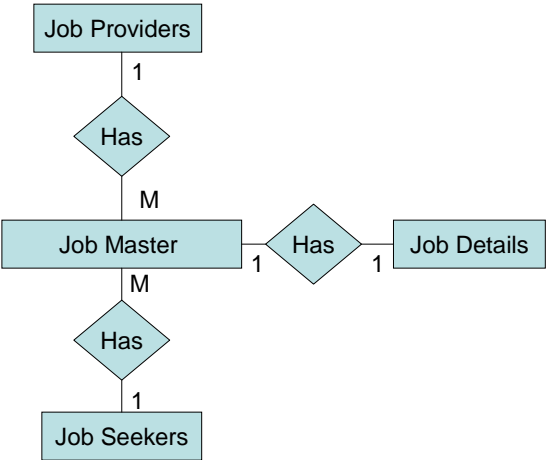 Job Providers
1
Has
M
Job Master
1
Has
1
Job Details
M
Has
1
Job Seekers